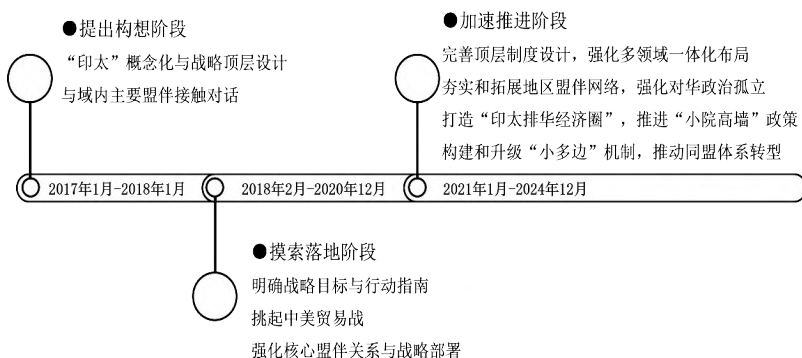 ●提出构想阶段
“印太”概念化与战略顶层设计
与域内主要盟伴接触对话
●加速推进阶段
完善顶层制度设计，强化多领域一体化布局
夯实和拓展地区盟伴网络，强化对华政治孤立
打造“印太排华经济圈”，推进“小院高墙”政策
构建和升级“小多边”机制，推动同盟体系转型
2017年1月-2018年1月
2018年2月-2020年12月
2021年1月-2024年12月
●摸索落地阶段
明确战略目标与行动指南
挑起中美贸易战
强化核心盟伴关系与战略部署